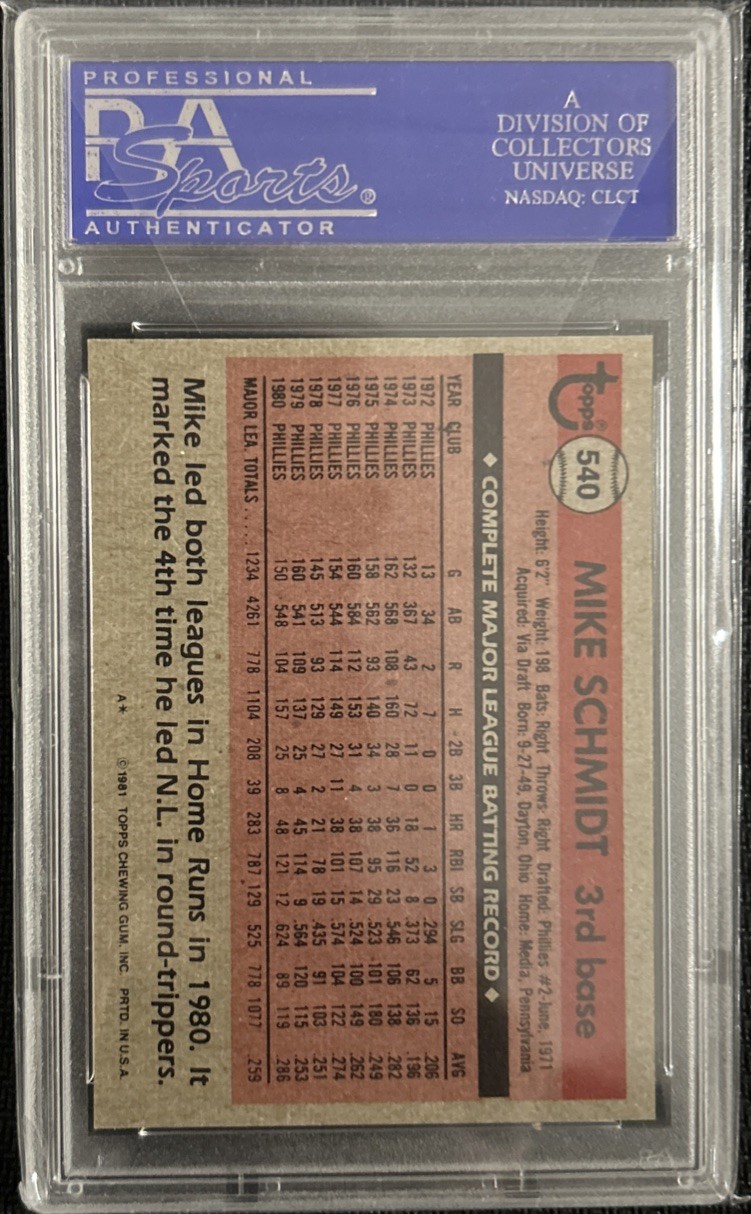 PROFESSIONAL
PSA
Sports®
AUTHENTICATOR
A
DIVISION OF
COLLECTORS
UNIVERSE
NASDAQ: CLCT
Topps®
540
MIKE SCHMIDT 3rd base
Height: 6'2" Weight: 198 Bats: Right Throws: Right Drafted: Phillies #2-June, 1971
Acquired: Via Draft Born: 9-27-49, Dayton, Ohio Home: Media, Pennsylvania
◆ COMPLETE MAJOR LEAGUE BATTING RECORD ◆
YEAR CLUB G AB R H 2B 3B HR RBI SB SLG BB SO AVG
1972 PHILLIES 13 34 2 7 0 0 1 3 0 .294 5 15 .206
1973 PHILLIES 132 367 43 72 11 0 18 52 8 .373 62 136 .196
1974 PHILLIES 162 568 108 160 28 7 36 116 23 .546 106 138 .282
1975 PHILLIES 158 562 93 140 34 3 38 95 29 .523 101 180 .249
1976 PHILLIES 160 584 112 153 31 4 38 107 14 .524 100 149 .262
1977 PHILLIES 154 544 114 149 27 11 38 101 15 .574 104 122 .274
1978 PHILLIES 145 513 93 129 27 2 21 78 19 .435 91 103 .251
1979 PHILLIES 160 541 109 137 25 4 45 114 9 .564 120 115 .253
1980 PHILLIES 150 548 104 157 25 8 48 121 12 .624 89 119 .286
MAJOR LEA. TOTALS..... 1234 4261 778 1104 208 39 283 787 129 .525 778 1077 .259
Mike led both leagues in Home Runs in 1980. It
marked the 4th time he led N.L. in round-trippers.
A* ©1981 TOPPS CHEWING GUM, INC. PRTD. IN U.S.A.